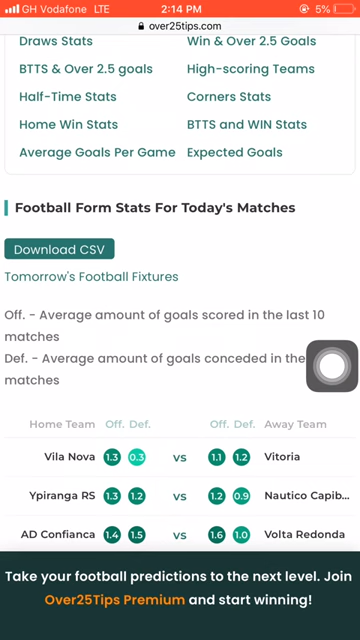 GH Vodafone LTE 2:14 PM 5%
over25tips.com
Draws Stats Win & Over 2.5 Goals
BTTS & Over 2.5 goals High-scoring Teams
Half-Time Stats Corners Stats
Home Win Stats BTTS and WIN Stats
Average Goals Per Game Expected Goals
Football Form Stats For Today's Matches
Download CSV
Tomorrow's Football Fixtures
Off. - Average amount of goals scored in the last 10
matches
Def. - Average amount of goals conceded in the
matches
Home Team Off. Def. Off. Def. Away Team
Vila Nova 1.3 0.3 vs 1.1 1.2 Vitoria
Ypiranga RS 1.3 1.2 vs 1.2 0.9 Nautico Capib...
AD Confianca 1.4 1.5 vs 1.6 1.0 Volta Redonda
Take your football predictions to the next level. Join
Over25Tips Premium and start winning!